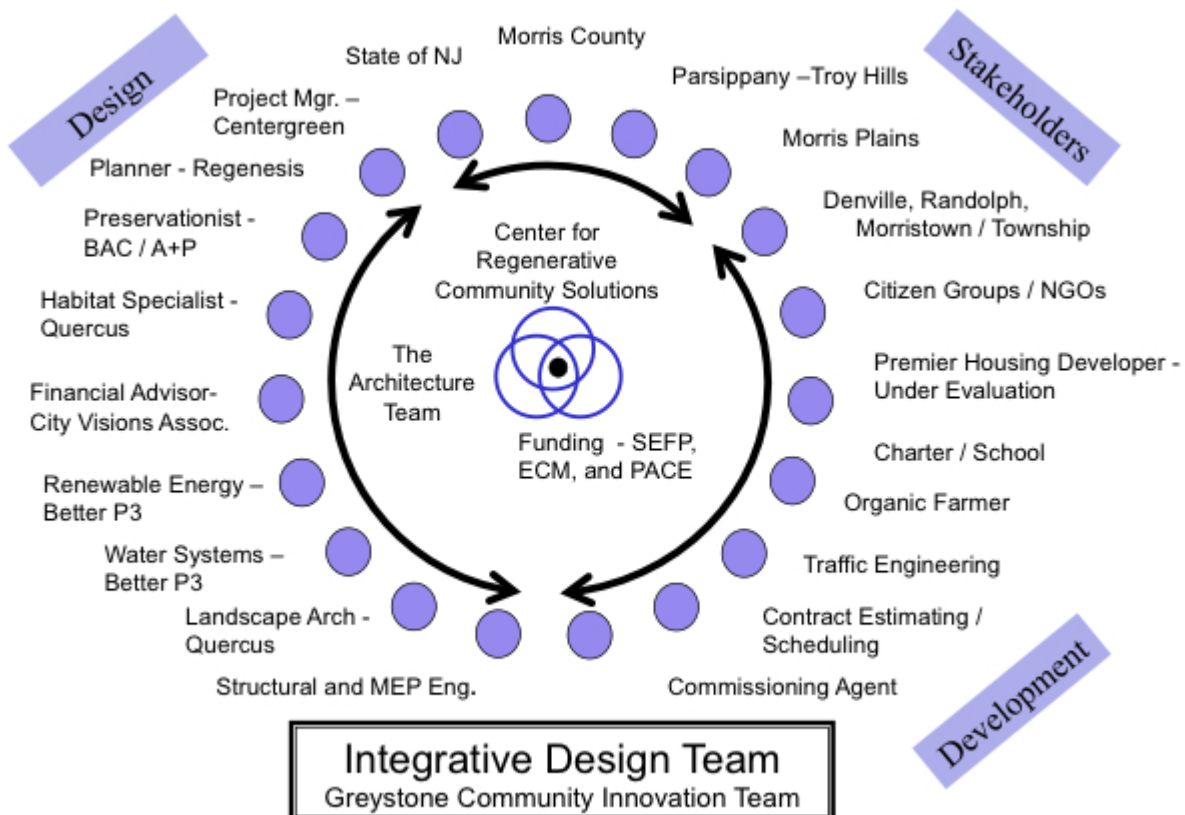 Design
Stakeholders
Morris County
State of NJ
Parsippany –Troy Hills
Project Mgr. –
Centergreen
Morris Plains
Planner - Regenesis
Denville, Randolph,
Morristown / Township
Preservationist -
BAC / A+P
Center for
Regenerative
Community Solutions
Habitat Specialist -
Quercus
Citizen Groups / NGOs
The
Architecture
Team
Premier Housing Developer -
Under Evaluation
Financial Advisor-
City Visions Assoc.
Funding - SEFP,
ECM, and PACE
Charter / School
Renewable Energy –
Better P3
Organic Farmer
Water Systems –
Better P3
Traffic Engineering
Landscape Arch -
Quercus
Contract Estimating /
Scheduling
Structural and MEP Eng.
Commissioning Agent
Development
Integrative Design Team
Greystone Community Innovation Team